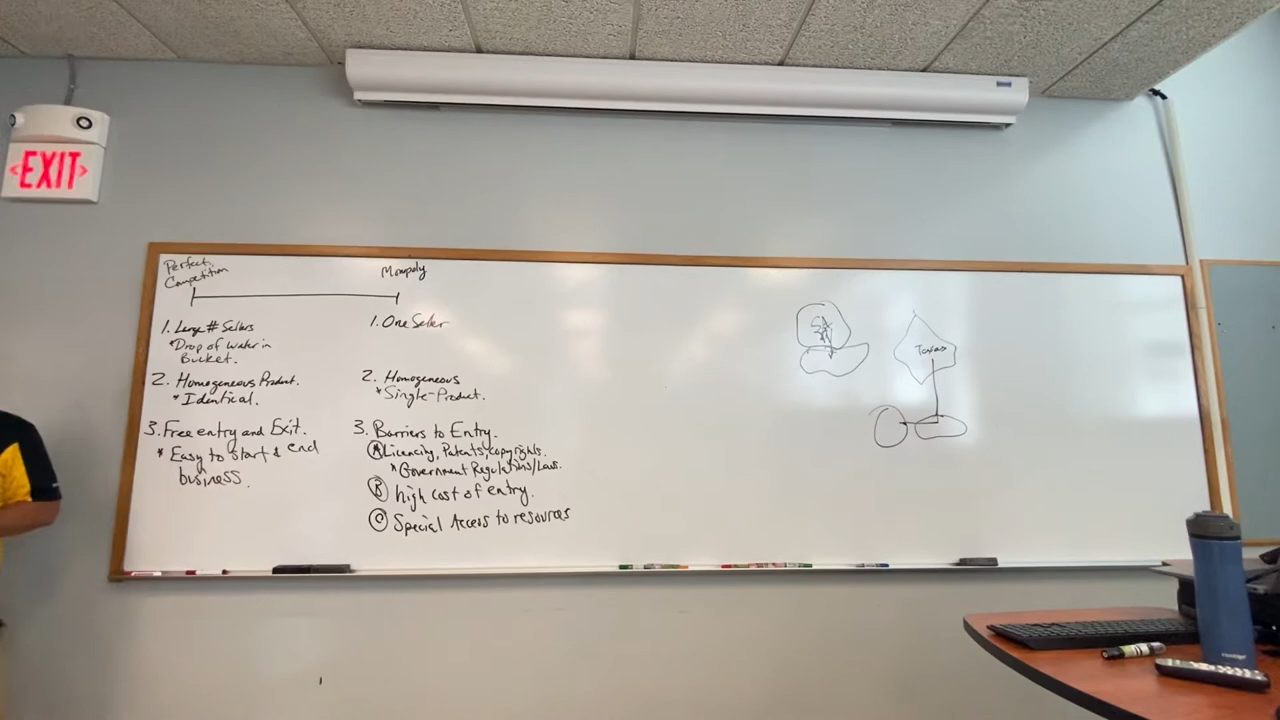 EXIT
Perfect
Competition
Monpoly
1. Large # Sellers
*Drop of water in
Bucket.
2. Homogeneous Product.
* Identical.
3. Free entry and Exit.
* Easy to start & end
business.
1. One Seller
2. Homogeneous
*Single-Product.
3. Barriers to Entry.
A Licencing, Patents, copyrights.
*Government Regulations/Laws.
B high cost of entry.
C Special Access to resources
SA
Texas